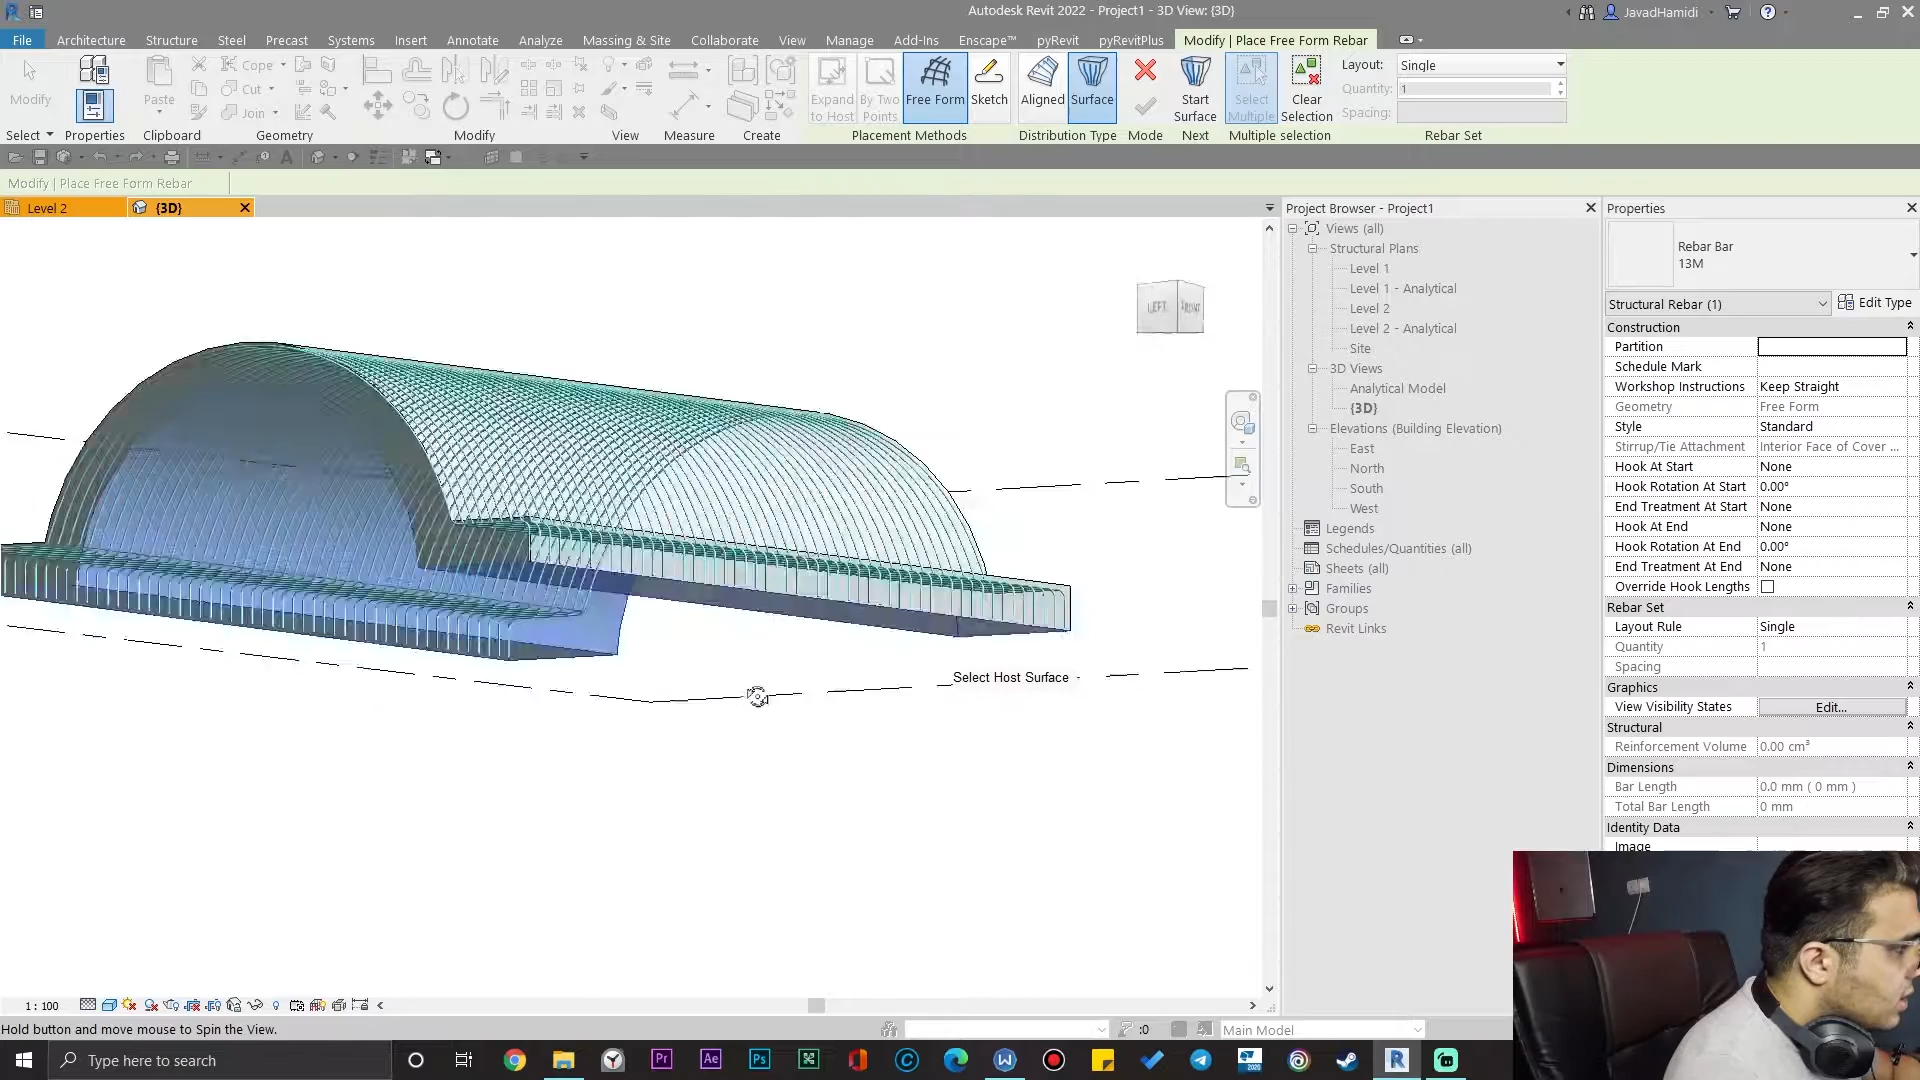 Autodesk Revit 2022 - Project1 - 3D View: {3D}
JavadHamidi
File Architecture Structure Steel Precast Systems Insert Annotate Analyze Massing & Site Collaborate View Manage Add-Ins Enscape™ pyRevit pyRevitPlus Modify | Place Free Form Rebar
Modify
Paste
Cope
Cut
Join
Expand to Host
By Two Points
Free Form
Sketch
Aligned
Surface
Start Surface
Select Multiple
Clear Selection
Layout: Single
Quantity: 1
Spacing:
Select Properties Clipboard Geometry Modify View Measure Create Placement Methods Distribution Type Mode Next Multiple selection Rebar Set
Modify | Place Free Form Rebar
Level 2
{3D}
LEFT FRONT
Select Host Surface
Project Browser - Project1
Views (all)
Structural Plans
Level 1
Level 1 - Analytical
Level 2
Level 2 - Analytical
Site
3D Views
Analytical Model
{3D}
Elevations (Building Elevation)
East
North
South
West
Legends
Schedules/Quantities (all)
Sheets (all)
Families
Groups
Revit Links
Properties
Rebar Bar
13M
Structural Rebar (1) Edit Type
Construction
Partition
Schedule Mark
Workshop Instructions Keep Straight
Geometry Free Form
Style Standard
Stirrup/Tie Attachment Interior Face of Cover ...
Hook At Start None
Hook Rotation At Start 0.00°
End Treatment At Start None
Hook At End None
Hook Rotation At End 0.00°
End Treatment At End None
Override Hook Lengths
Rebar Set
Layout Rule Single
Quantity 1
Spacing
Graphics
View Visibility States Edit...
Structural
Reinforcement Volume 0.00 cm³
Dimensions
Bar Length 0.0 mm ( 0 mm )
Total Bar Length 0 mm
Identity Data
Image
1 : 100
Hold button and move mouse to Spin the View.
:0
Main Model
Type here to search